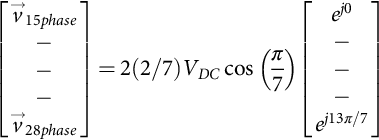 [ν⃗15phase − − − ν⃗28phase] = 2(2/7) V_DC cos (π/7) [e^{j0} − − − e^{j13π/7}]